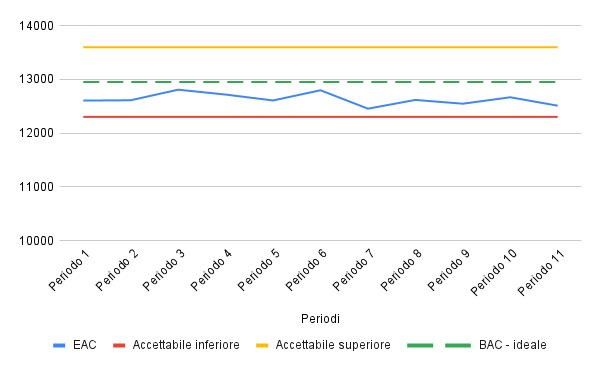 14000
13000
12000
11000
10000
Periodo 1
Periodo 2
Periodo 3
Periodo 4
Periodo 5
Periodo 6
Periodo 7
Periodo 8
Periodo 9
Periodo 10
Periodo 11
Periodi
EAC
Accettabile inferiore
Accettabile superiore
BAC - ideale